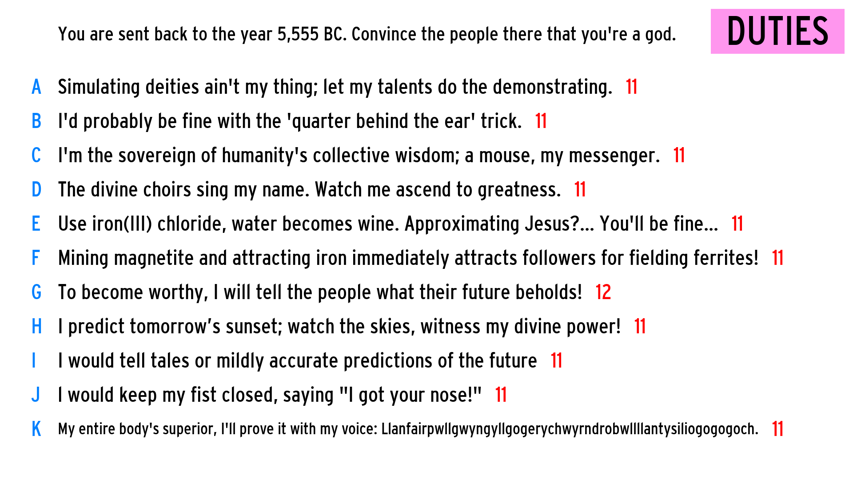 You are sent back to the year 5,555 BC. Convince the people there that you're a god.
DUTIES
A Simulating deities ain't my thing; let my talents do the demonstrating. 11
B I'd probably be fine with the 'quarter behind the ear' trick. 11
C I'm the sovereign of humanity's collective wisdom; a mouse, my messenger. 11
D The divine choirs sing my name. Watch me ascend to greatness. 11
E Use iron(III) chloride, water becomes wine. Approximating Jesus?... You'll be fine... 11
F Mining magnetite and attracting iron immediately attracts followers for fielding ferrites! 11
G To become worthy, I will tell the people what their future beholds! 12
H I predict tomorrow’s sunset; watch the skies, witness my divine power! 11
I I would tell tales or mildly accurate predictions of the future 11
J I would keep my fist closed, saying "I got your nose!" 11
K My entire body's superior, I'll prove it with my voice: Llanfairpwllgwyngyllgogerychwyrndrobwllllantysiliogogogoch. 11